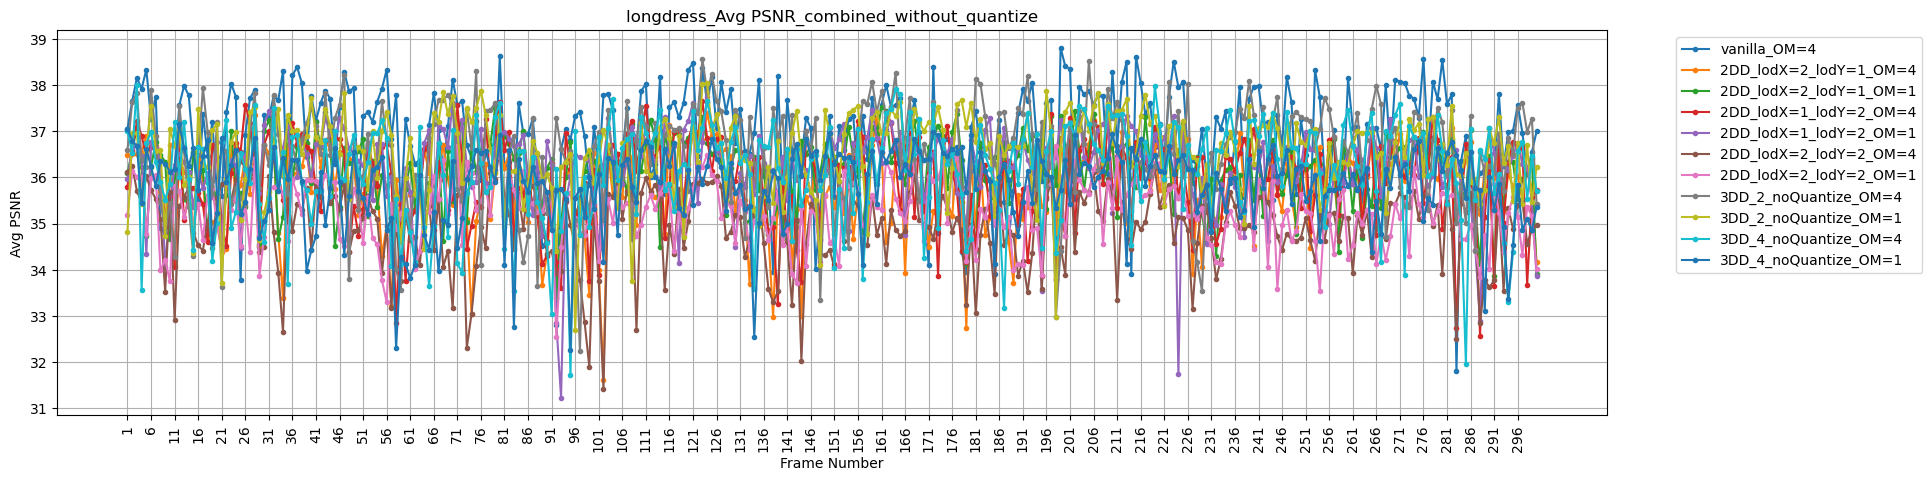 longdress_Avg PSNR_combined_without_quantize
39
38
37
36
35
34
33
32
31
Avg PSNR
1 6 11 16 21 26 31 36 41 46 51 56 61 66 71 76 81 86 91 96 101 106 111 116 121 126 131 136 141 146 151 156 161 166 171 176 181 186 191 196 201 206 211 216 221 226 231 236 241 246 251 256 261 266 271 276 281 286 291 296
Frame Number
vanilla_OM=4
2DD_lodX=2_lodY=1_OM=4
2DD_lodX=2_lodY=1_OM=1
2DD_lodX=1_lodY=2_OM=4
2DD_lodX=1_lodY=2_OM=1
2DD_lodX=2_lodY=2_OM=4
2DD_lodX=2_lodY=2_OM=1
3DD_2_noQuantize_OM=4
3DD_2_noQuantize_OM=1
3DD_4_noQuantize_OM=4
3DD_4_noQuantize_OM=1